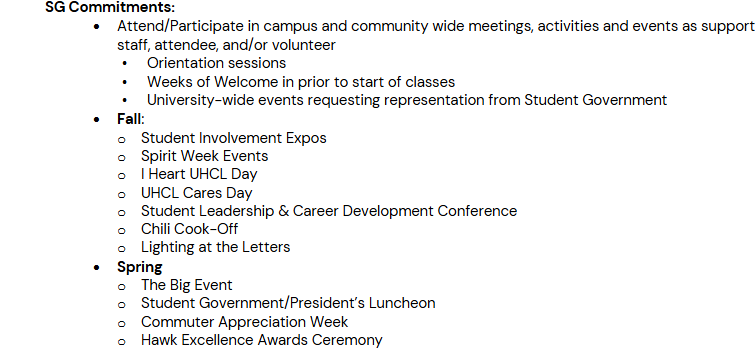 SG Commitments:
• Attend/Participate in campus and community wide meetings, activities and events as support
staff, attendee, and/or volunteer
• Orientation sessions
• Weeks of Welcome in prior to start of classes
• University-wide events requesting representation from Student Government
• Fall:
o Student Involvement Expos
o Spirit Week Events
o I Heart UHCL Day
o UHCL Cares Day
o Student Leadership & Career Development Conference
o Chili Cook-Off
o Lighting at the Letters
• Spring
o The Big Event
o Student Government/President's Luncheon
o Commuter Appreciation Week
o Hawk Excellence Awards Ceremony